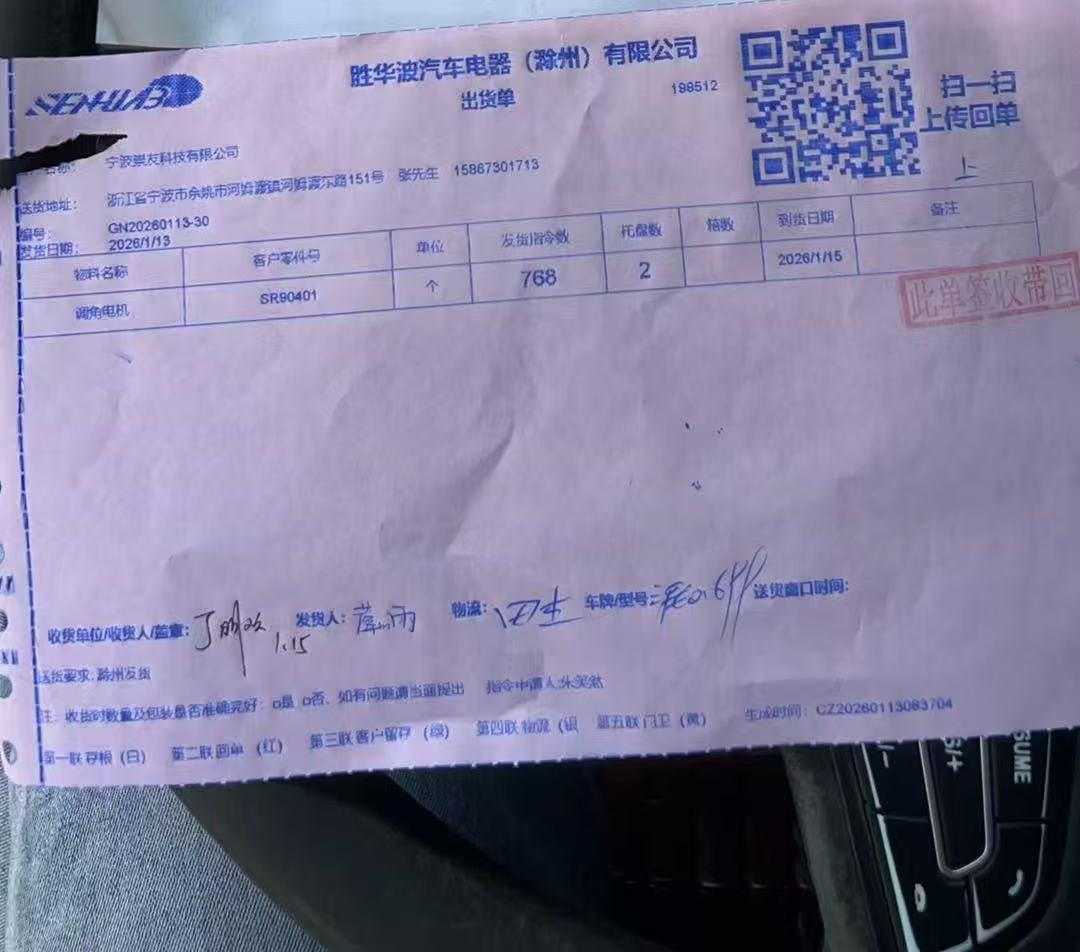 SENHUABO
胜华波汽车电器（滁州）有限公司
出货单
198512
扫一扫
上传回单
上
名称： 宁波崇友科技有限公司
送货地址： 浙江省宁波市余姚市河姆渡镇河姆渡东路151号 张先生 15867301713
编号： GN20260113-30
发货日期： 2026/1/13
物料名称 客户零件号 单位 发货指令数 托盘数 箱数 到货日期 备注
调角电机 SR90401 个 768 2 2026/1/15
此单签收带回
收货单位/收货人/盖章： 丁 1.15 发货人： 薛 雨 物流： 车牌/型号： 送货窗口时间：
送货要求：滁州发货
注：收货时数量及包装是否准确完好：□是 □否、如有问题请当面提出 指令申请人:朱
第一联存根（白） 第二联回单（红） 第三联客户留存（绿） 第四联物流（银 第五联门卫（黄） 生成时间：CZ20260113083704
SUME
S/+
-/